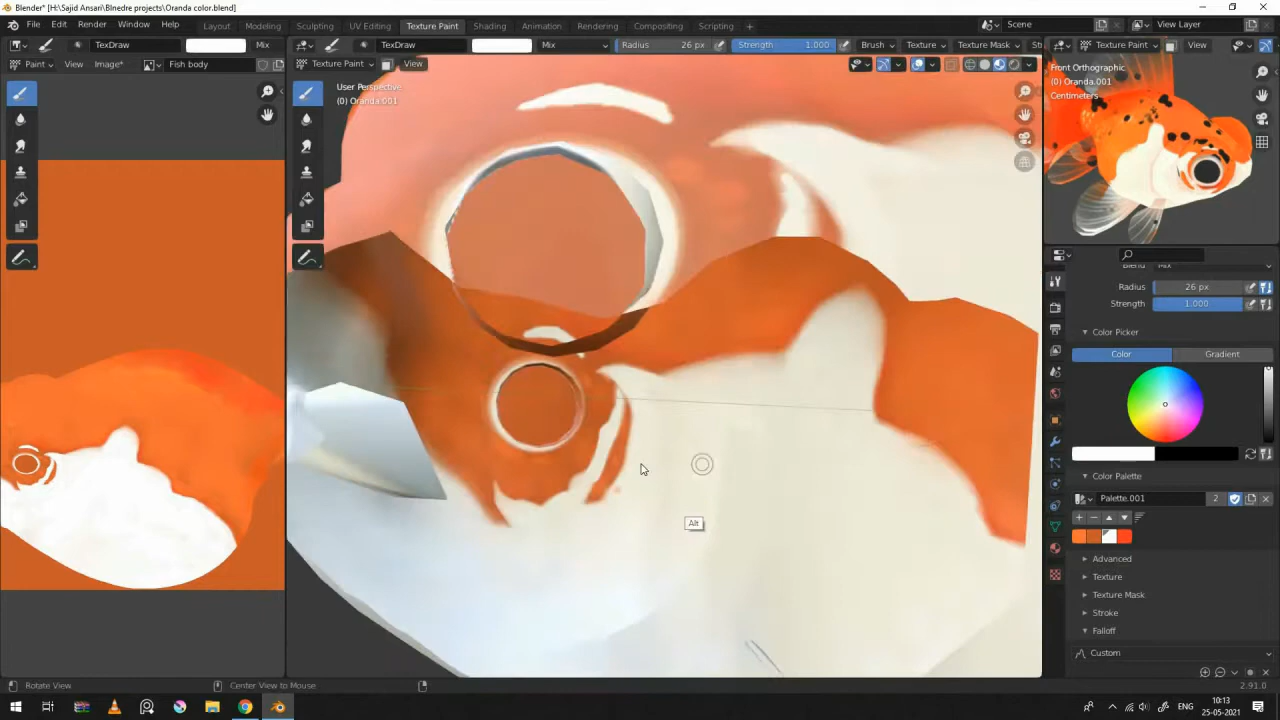 Blender* [H:\Sajid Ansari\Blnedre projects\Oranda color.blend]
File Edit Render Window Help Layout Modeling Sculpting UV Editing Texture Paint Shading Animation Rendering Compositing Scripting + Scene View Layer
TexDraw Mix TexDraw Mix Radius 26 px Strength 1.000 Brush Texture Texture Mask St Texture Paint View
Paint View Image* Fish body Texture Paint View
User Perspective
(0) Oranda.001
Front Orthographic
(0) Oranda.001
Centimeters
Blend Mix
Radius 26 px
Strength 1.000
Color Picker
Color Gradient
Color Palette
Palette.001 2
Advanced
Texture
Texture Mask
Stroke
Falloff
Custom
Alt
Rotate View Center View to Mouse 2.91.0
ENG 10:13
25-05-2021